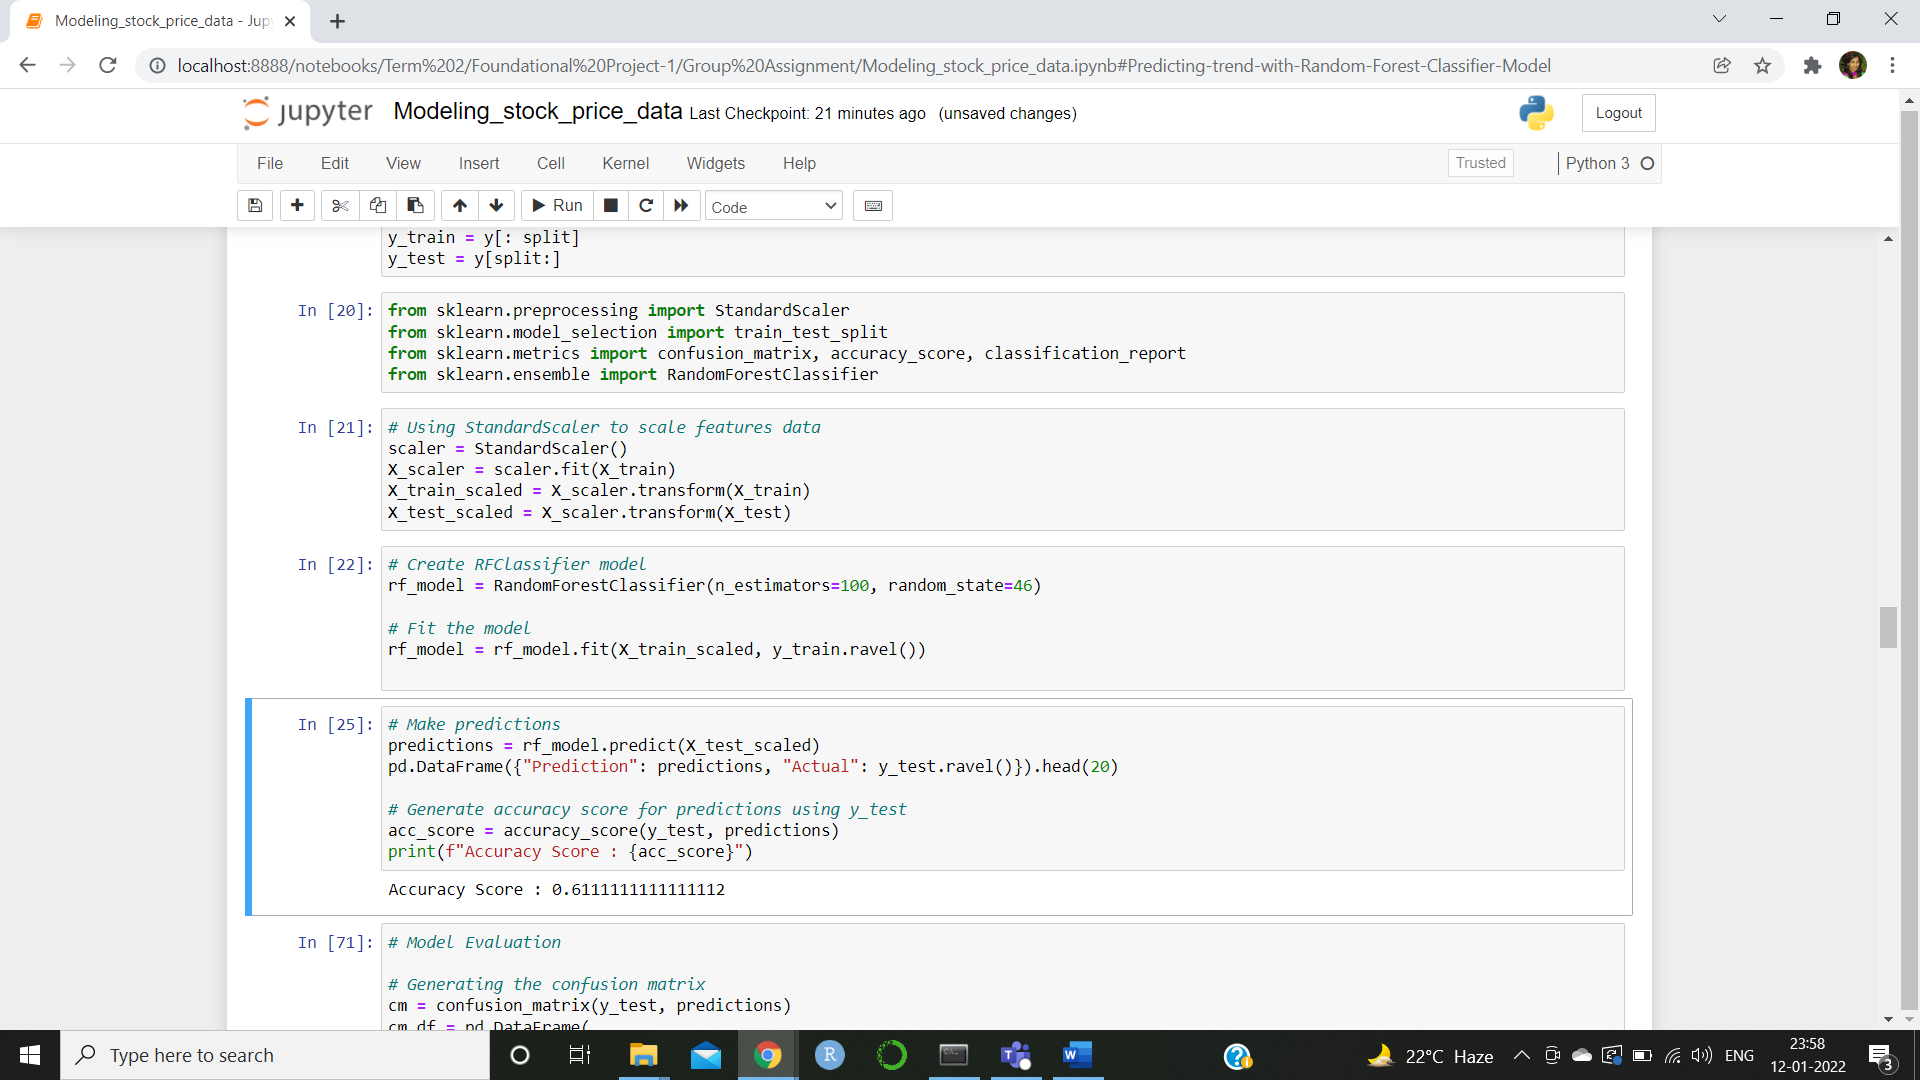 Modeling_stock_price_data - Jup
localhost:8888/notebooks/Term%202/Foundational%20Project-1/Group%20Assignment/Modeling_stock_price_data.ipynb#Predicting-trend-with-Random-Forest-Classifier-Model
jupyter Modeling_stock_price_data Last Checkpoint: 21 minutes ago (unsaved changes) Logout
File Edit View Insert Cell Kernel Widgets Help Trusted Python 3
Run Code
y_train = y[: split]
y_test = y[split:]
In [20]: from sklearn.preprocessing import StandardScaler
from sklearn.model_selection import train_test_split
from sklearn.metrics import confusion_matrix, accuracy_score, classification_report
from sklearn.ensemble import RandomForestClassifier
In [21]: # Using StandardScaler to scale features data
scaler = StandardScaler()
X_scaler = scaler.fit(X_train)
X_train_scaled = X_scaler.transform(X_train)
X_test_scaled = X_scaler.transform(X_test)
In [22]: # Create RFClassifier model
rf_model = RandomForestClassifier(n_estimators=100, random_state=46)
# Fit the model
rf_model = rf_model.fit(X_train_scaled, y_train.ravel())
In [25]: # Make predictions
predictions = rf_model.predict(X_test_scaled)
pd.DataFrame({"Prediction": predictions, "Actual": y_test.ravel()}).head(20)
# Generate accuracy score for predictions using y_test
acc_score = accuracy_score(y_test, predictions)
print(f"Accuracy Score : {acc_score}")
Accuracy Score : 0.6111111111111112
In [71]: # Model Evaluation
# Generating the confusion matrix
cm = confusion_matrix(y_test, predictions)
cm_df = pd.DataFrame(
Type here to search
22°C Haze
ENG
23:58
12-01-2022
3